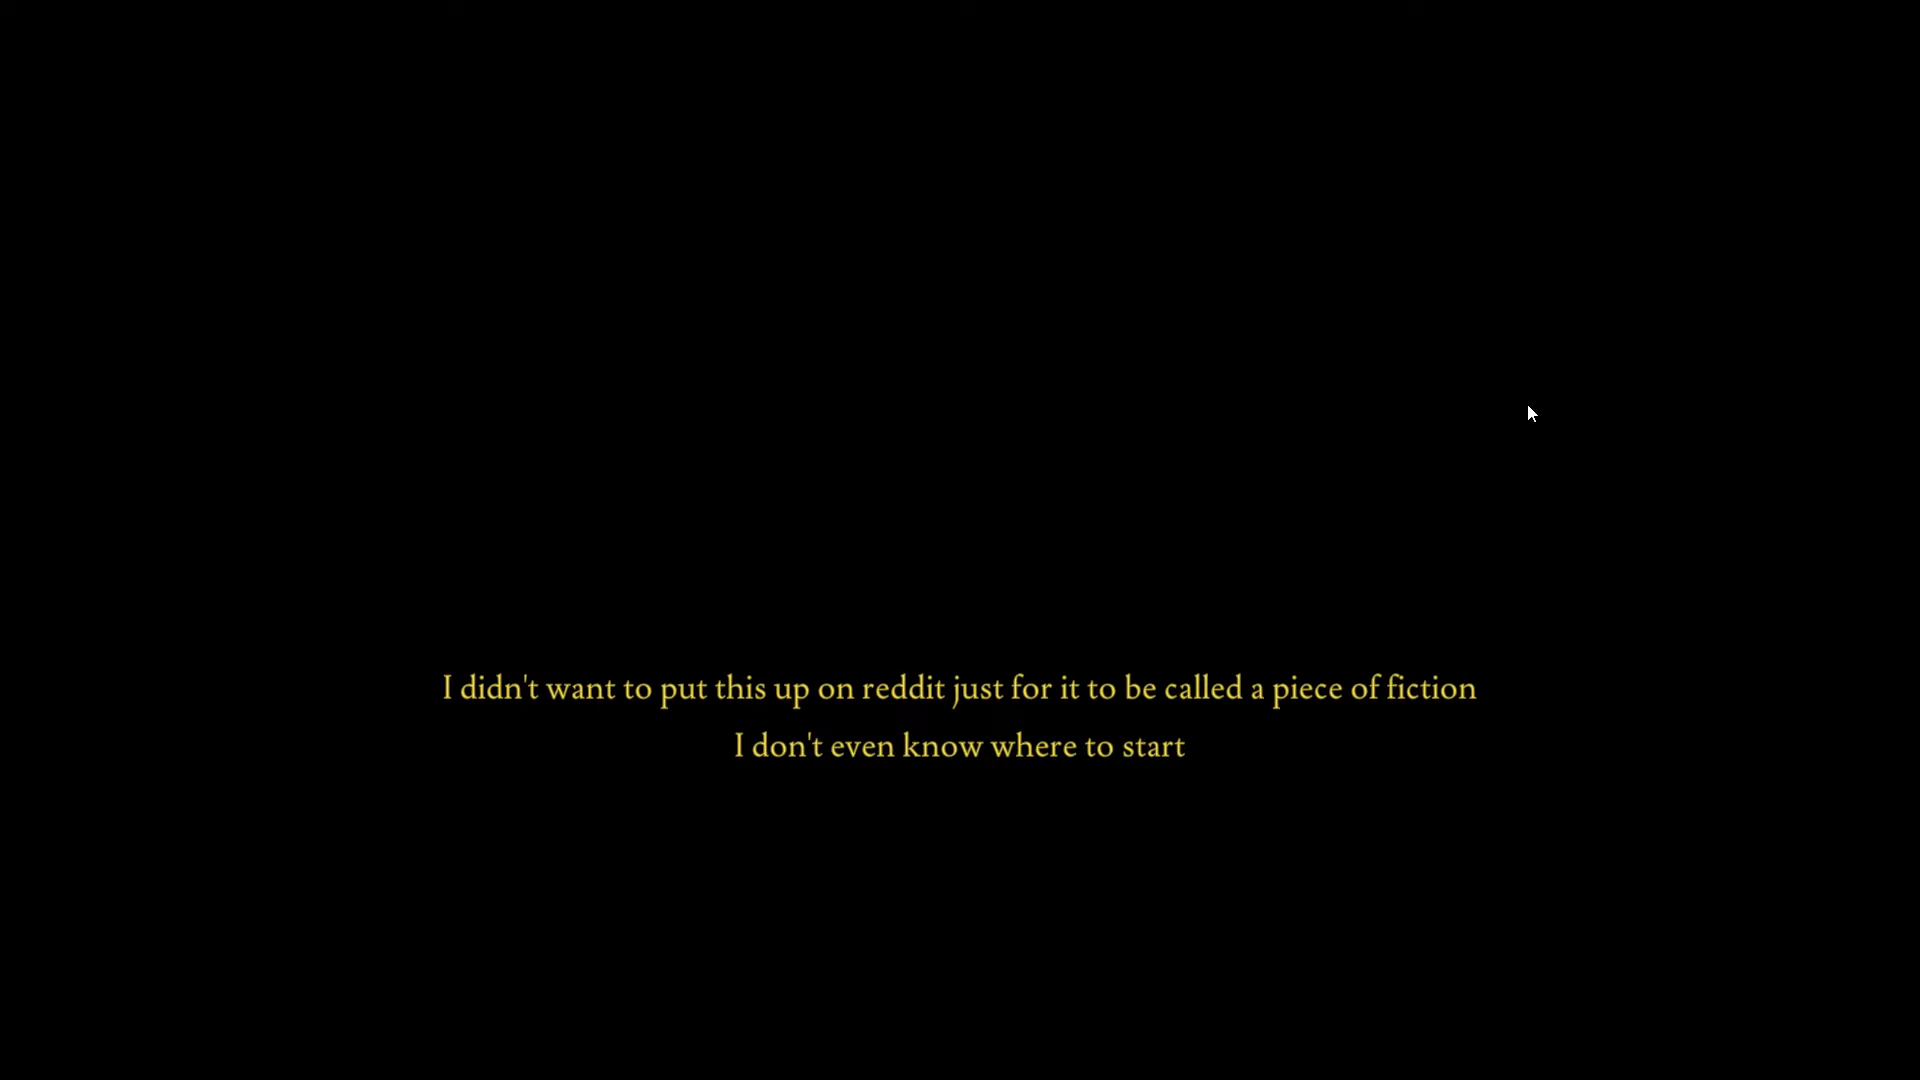 I didn't want to put this up on reddit just for it to be called a piece of fiction
I don't even know where to start